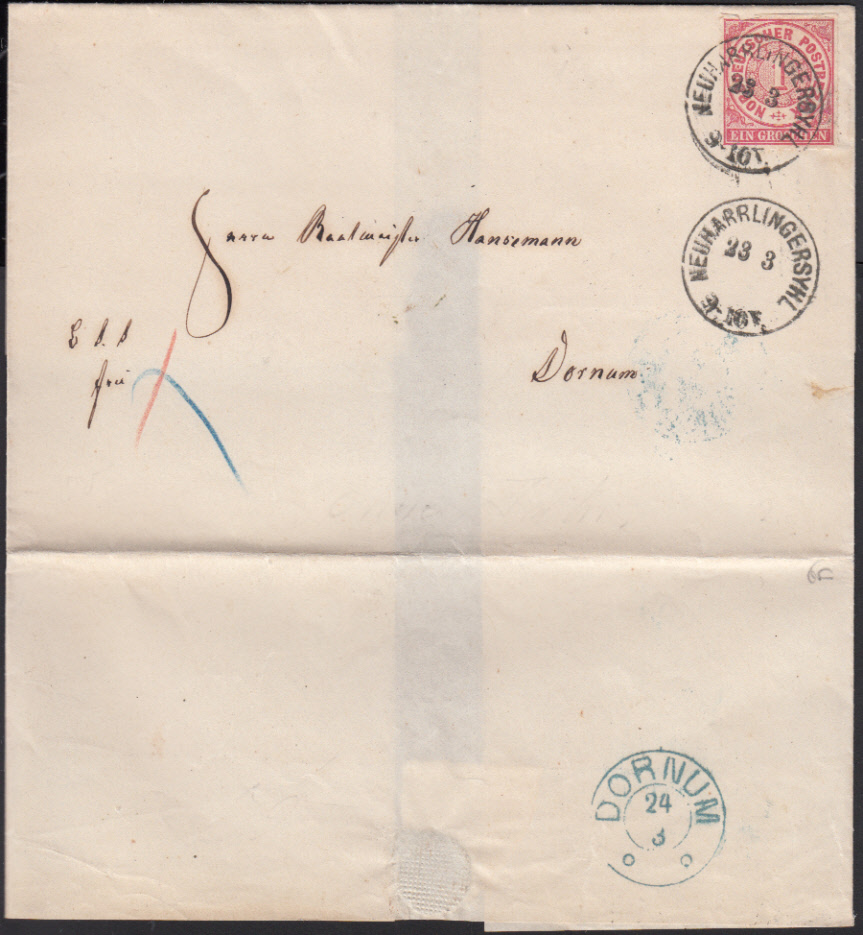 NORDDEUTSCHER POSTBEZIRK
1
EIN GROSCHEN
NEUHARRLINGERSYHL
23 3
9-10V.
NEUHARRLINGERSYHL
23 3
9-10V.
Herrn Hansemann
frei
Dornum
DORNUM
24
3